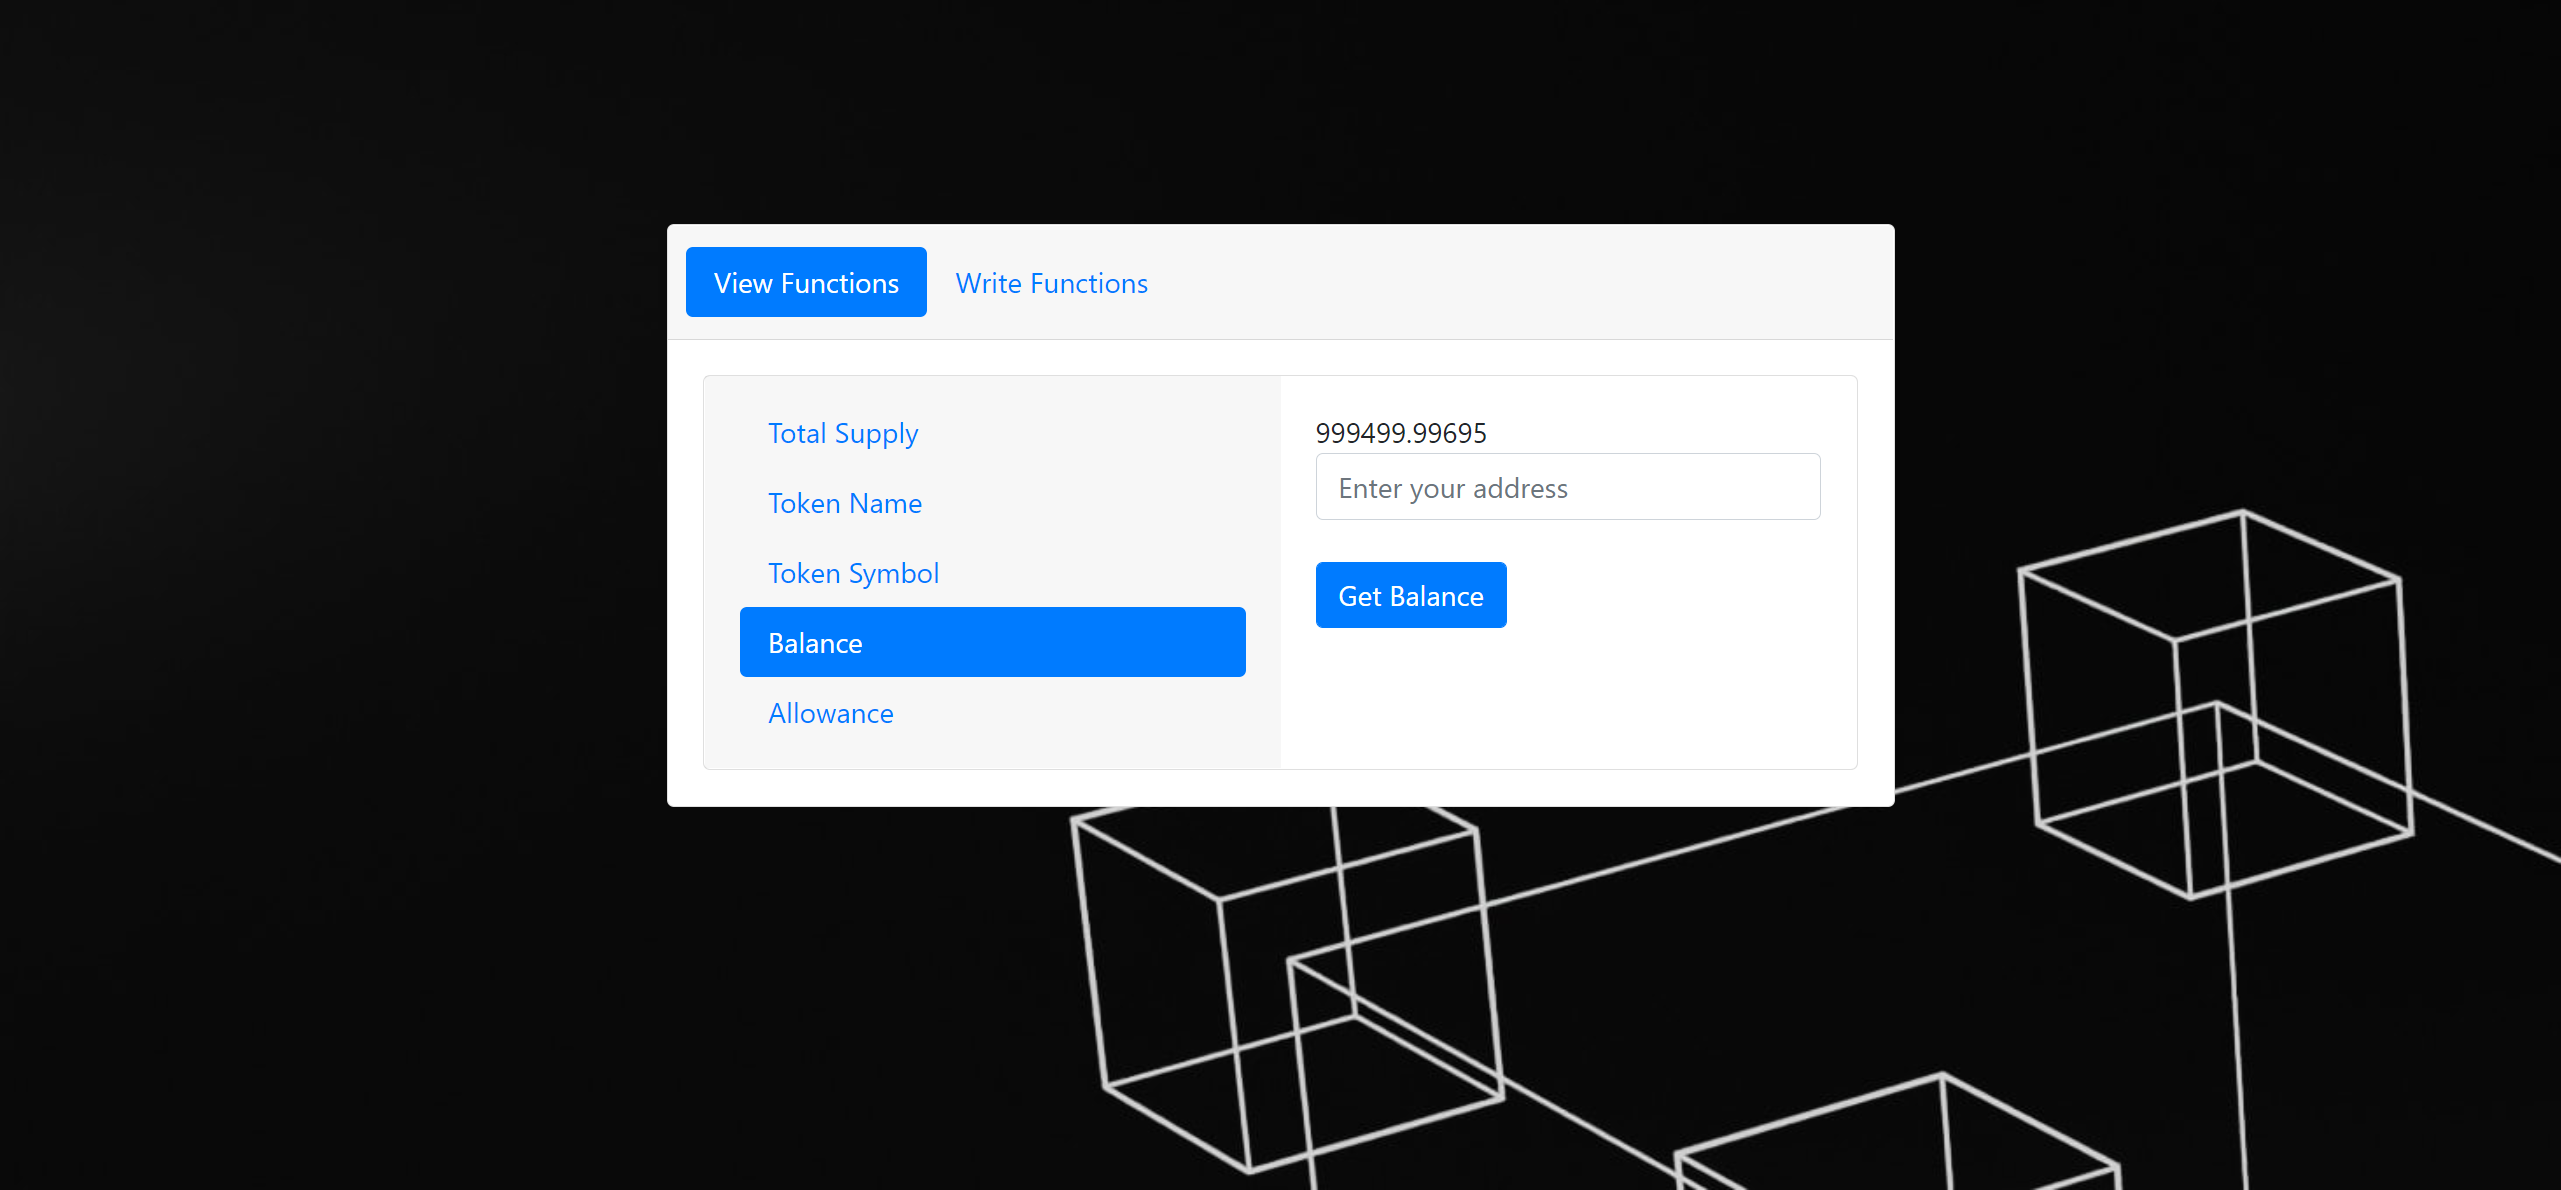 View Functions
Write Functions
Total Supply
Token Name
Token Symbol
Balance
Allowance
999499.99695
Enter your address
Get Balance